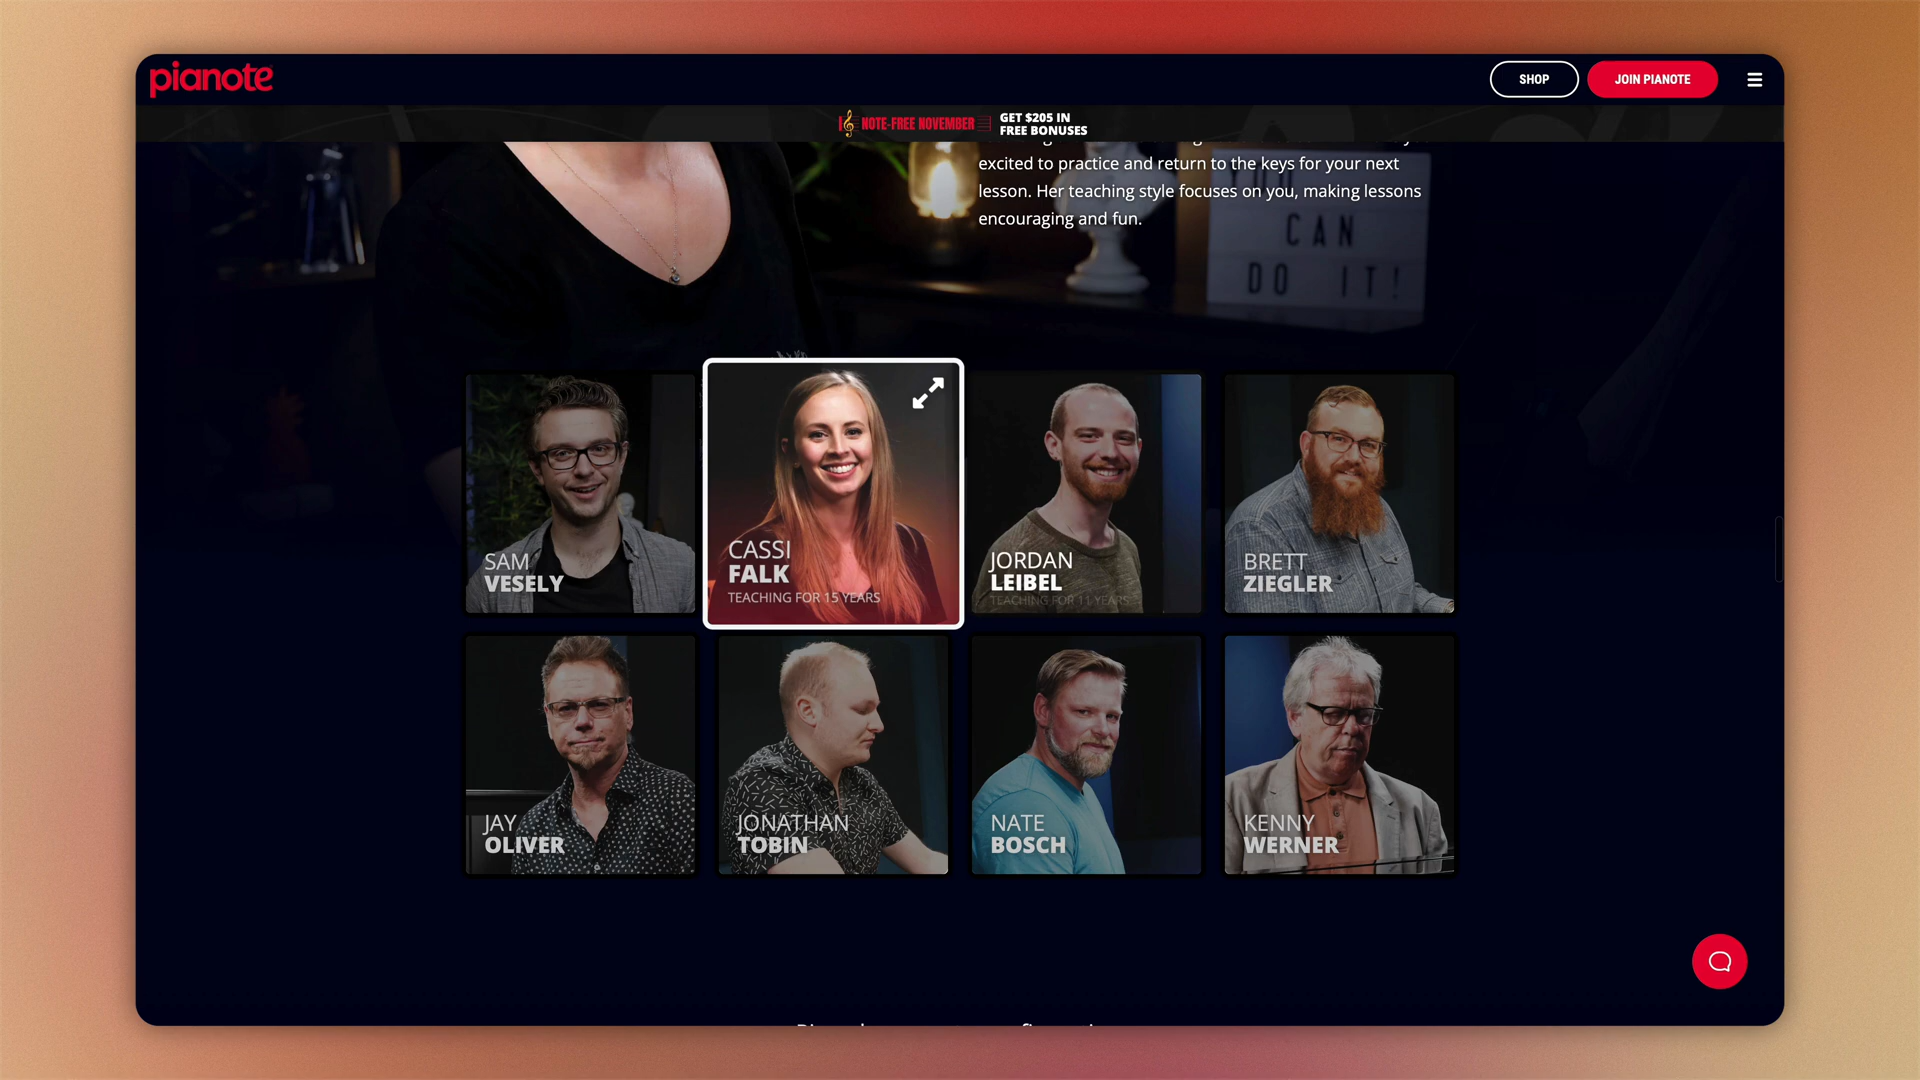 pianote
SHOP
JOIN PIANOTE
NOTE-FREE NOVEMBER
GET $205 IN
FREE BONUSES
excited to practice and return to the keys for your next
lesson. Her teaching style focuses on you, making lessons
encouraging and fun.
CAN
DO IT!
SAM
VESELY
CASSI
FALK
TEACHING FOR 15 YEARS
JORDAN
LEIBEL
TEACHING FOR 11 YEARS
BRETT
ZIEGLER
JAY
OLIVER
JONATHAN
TOBIN
NATE
BOSCH
KENNY
WERNER